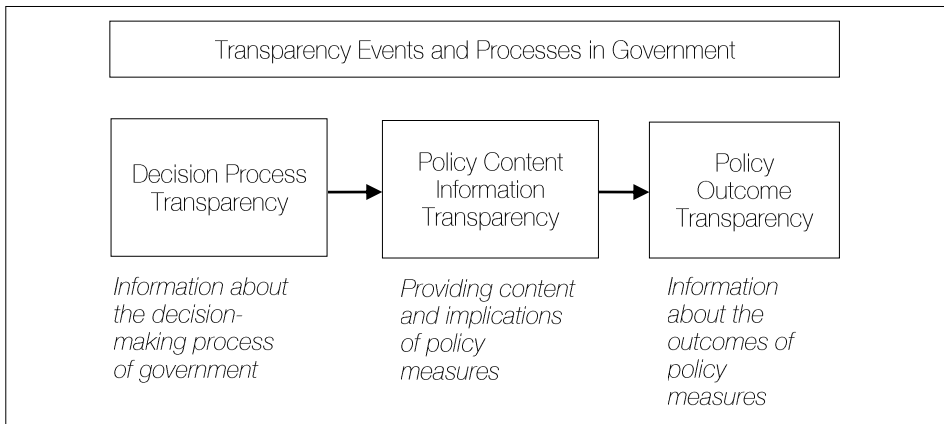 Transparency Events and Processes in Government
Decision Process
Transparency
Policy Content
Information
Transparency
Policy
Outcome
Transparency
Information about
the decision-
making process
of government
Providing content
and implications
of policy
measures
Information
about the
outcomes of
policy
measures